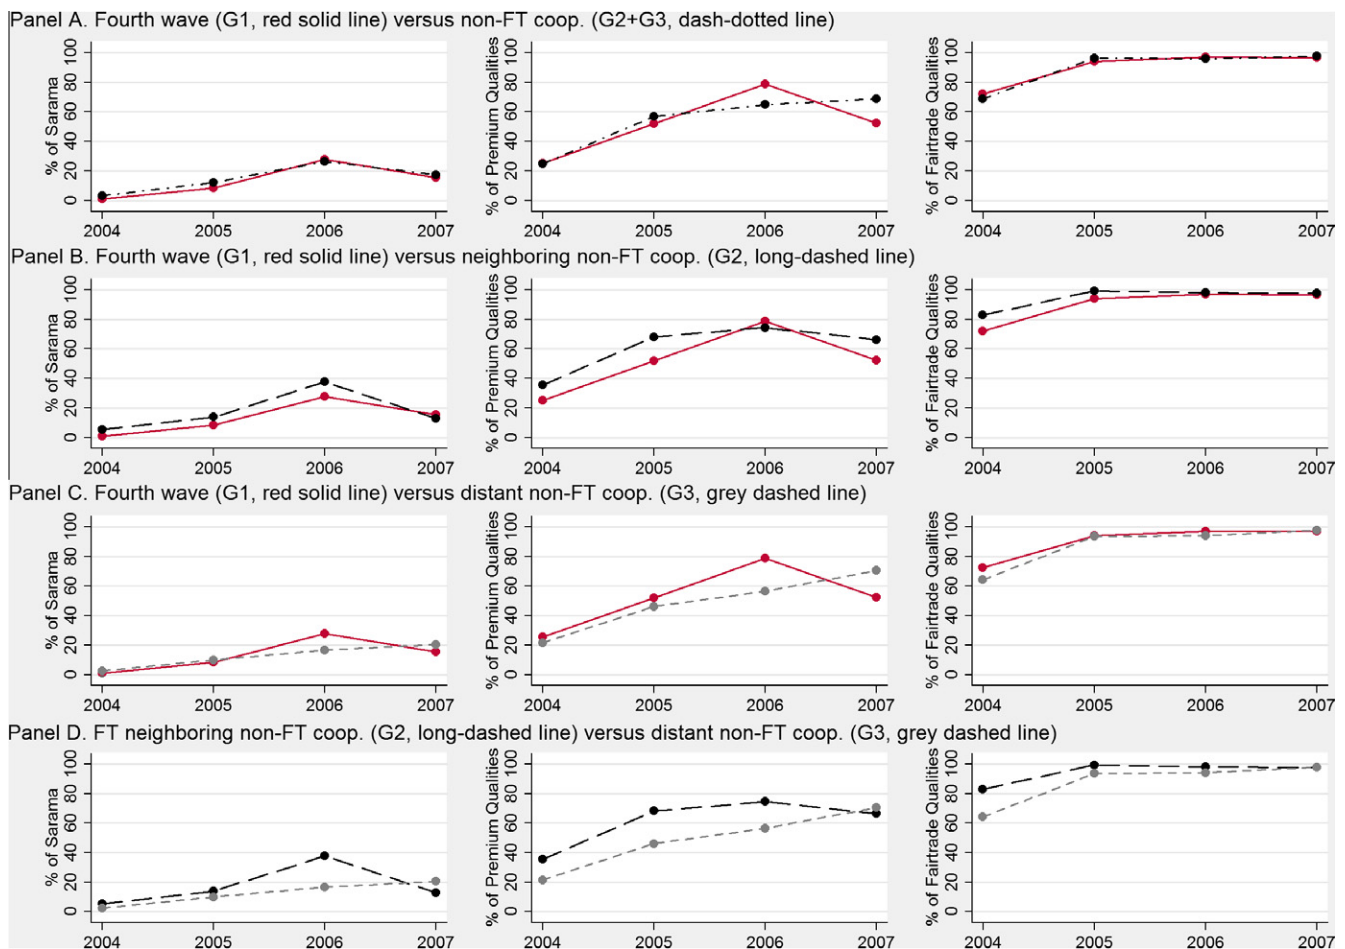 Panel A. Fourth wave (G1, red solid line) versus non-FT coop. (G2+G3, dash-dotted line)
% of Sarama
0 20 40 60 80 100
2004 2005 2006 2007
% of Premium Qualities
0 20 40 60 80 100
2004 2005 2006 2007
% of Fairtrade Qualities
0 20 40 60 80 100
2004 2005 2006 2007
Panel B. Fourth wave (G1, red solid line) versus neighboring non-FT coop. (G2, long-dashed line)
% of Sarama
0 20 40 60 80 100
2004 2005 2006 2007
% of Premium Qualities
0 20 40 60 80 100
2004 2005 2006 2007
% of Fairtrade Qualities
0 20 40 60 80 100
2004 2005 2006 2007
Panel C. Fourth wave (G1, red solid line) versus distant non-FT coop. (G3, grey dashed line)
% of Sarama
0 20 40 60 80 100
2004 2005 2006 2007
% of Premium Qualities
0 20 40 60 80 100
2004 2005 2006 2007
% of Fairtrade Qualities
0 20 40 60 80 100
2004 2005 2006 2007
Panel D. FT neighboring non-FT coop. (G2, long-dashed line) versus distant non-FT coop. (G3, grey dashed line)
% of Sarama
0 20 40 60 80 100
2004 2005 2006 2007
% of Premium Qualities
0 20 40 60 80 100
2004 2005 2006 2007
% of Fairtrade Qualities
0 20 40 60 80 100
2004 2005 2006 2007